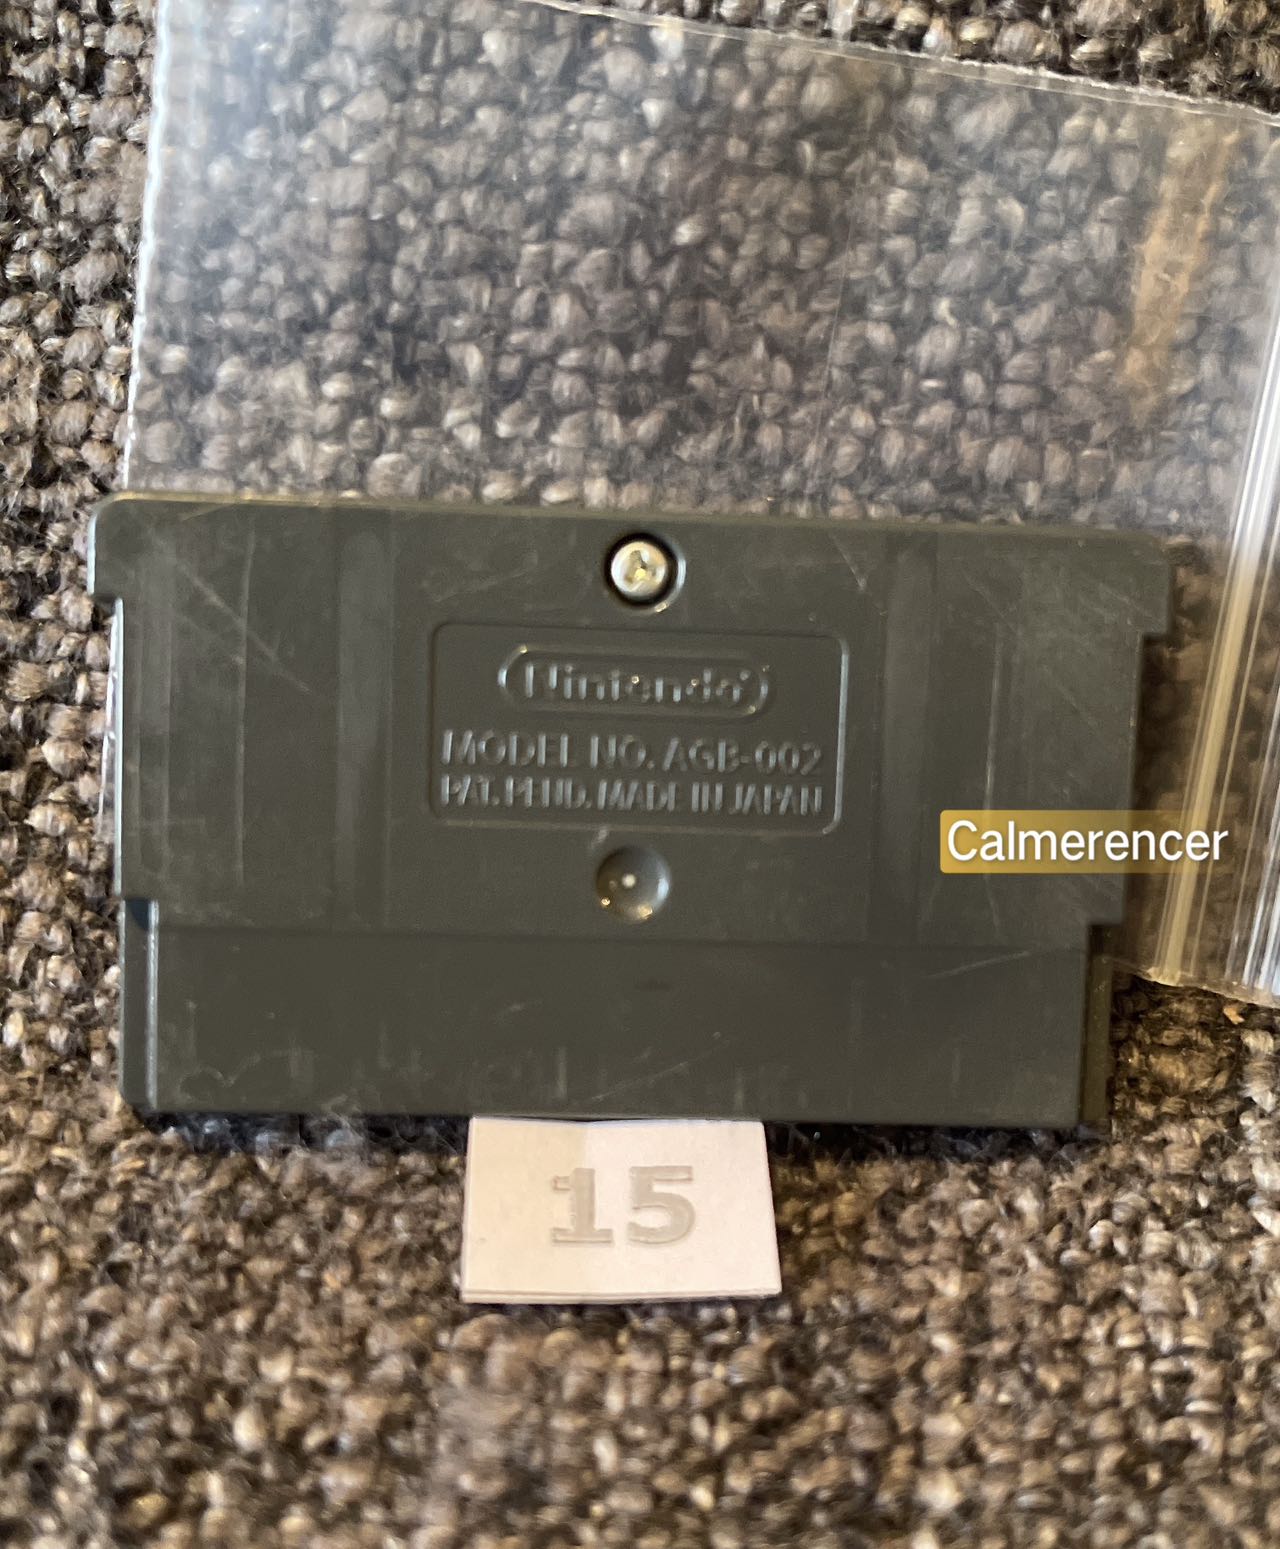 Nintendo
MODEL NO. AGB-002
PAT. PEND. MADE IN JAPAN
Calmerencer
15